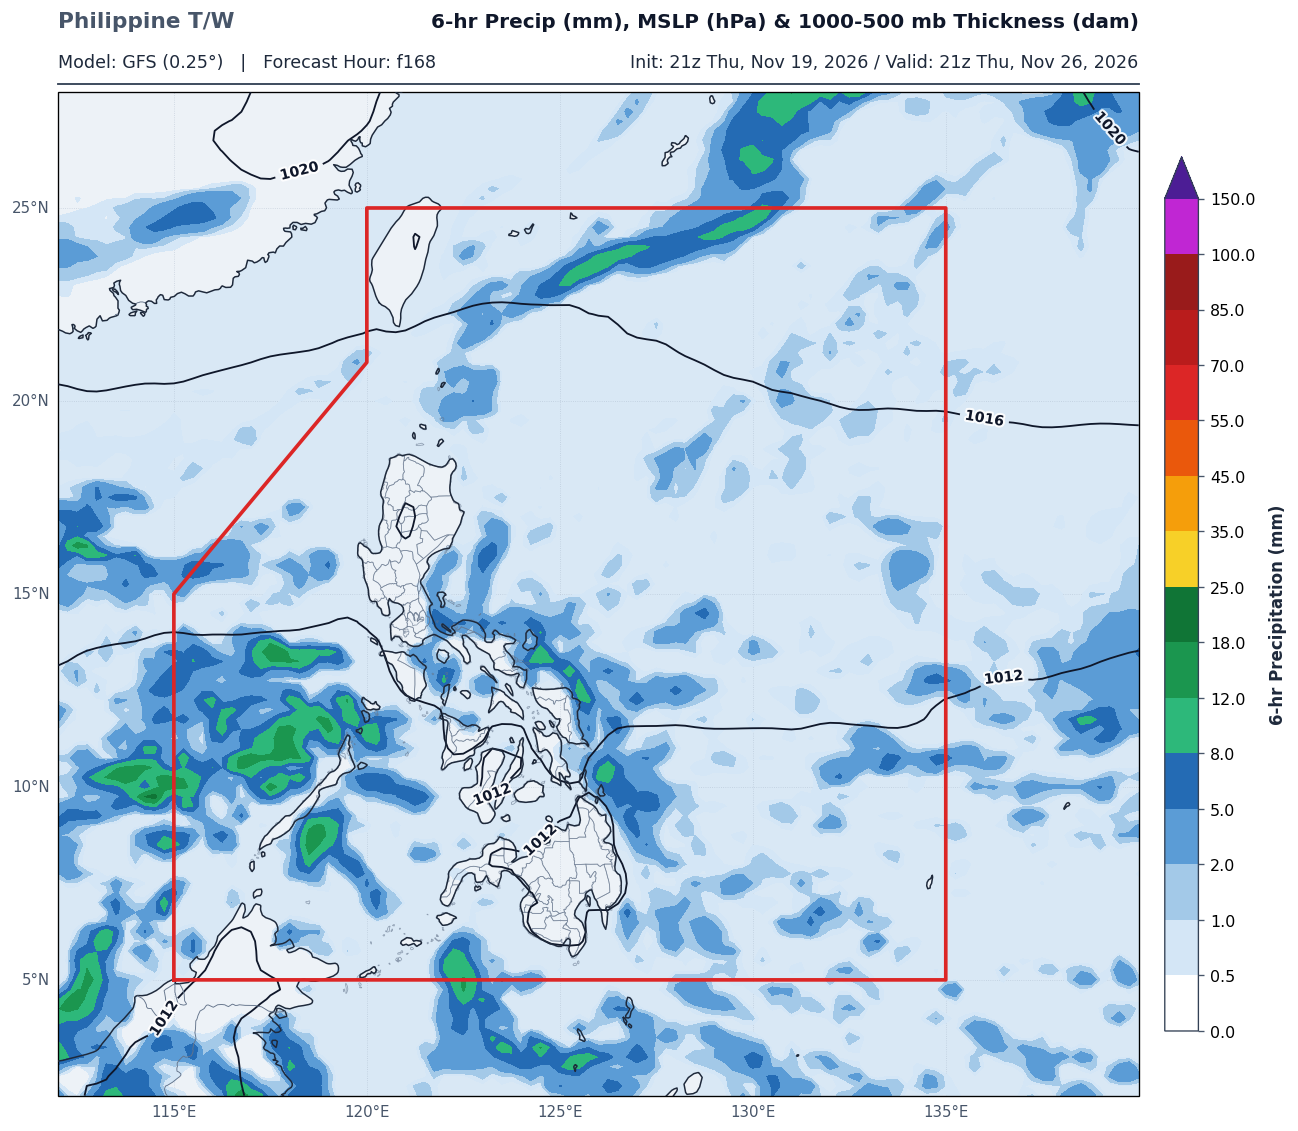 Philippine T/W
6-hr Precip (mm), MSLP (hPa) & 1000-500 mb Thickness (dam)
Model: GFS (0.25°) | Forecast Hour: f168
Init: 21z Thu, Nov 19, 2026 / Valid: 21z Thu, Nov 26, 2026
1020
1020
1016
1012
1012
1012
1012
25°N
20°N
15°N
10°N
5°N
115°E
120°E
125°E
130°E
135°E
150.0
100.0
85.0
70.0
55.0
45.0
35.0
25.0
18.0
12.0
8.0
5.0
2.0
1.0
0.5
0.0
6-hr Precipitation (mm)